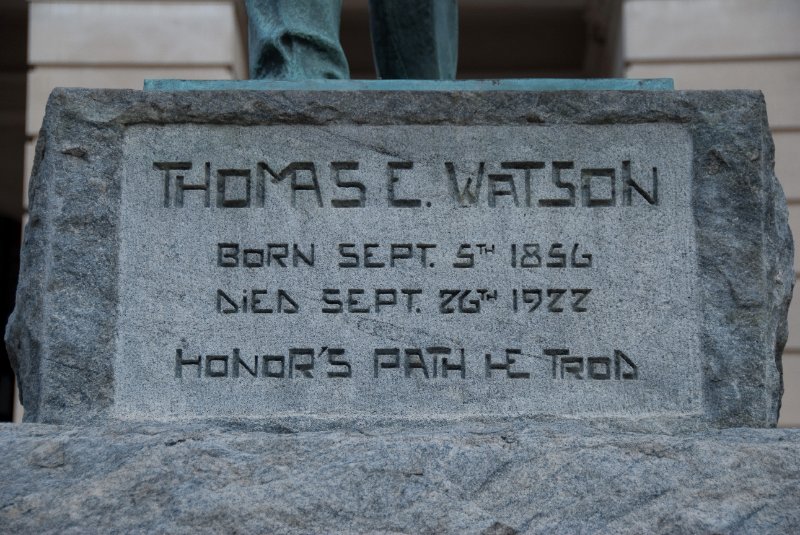 THOMAS E. WATSON
BORN SEPT. 5TH 1856
DiED SEPT. 26TH 1922
HONOR'S PATH HE TROD